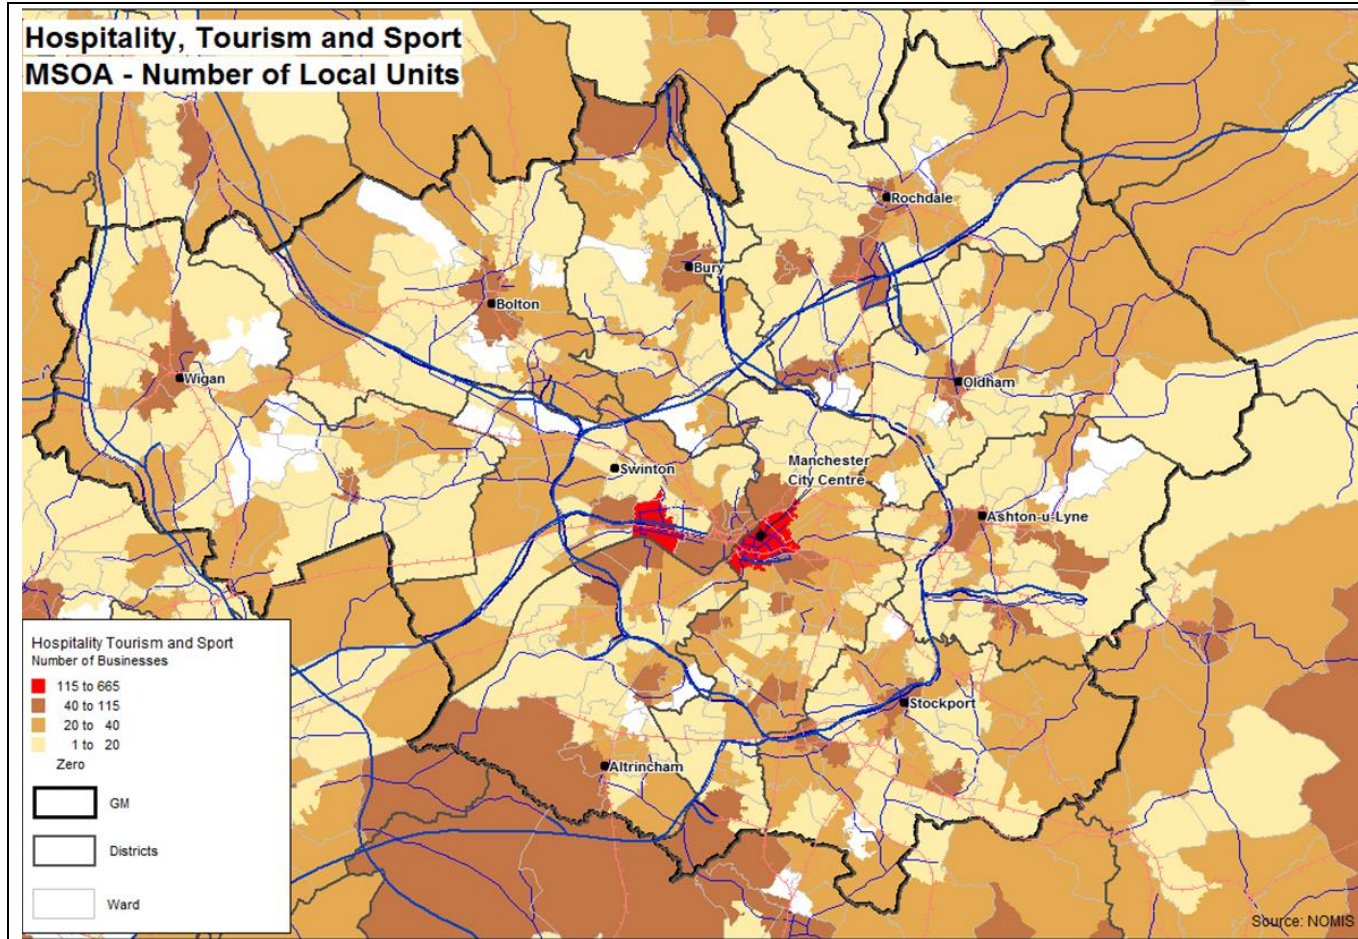 Hospitality, Tourism and Sport
MSOA - Number of Local Units
Rochdale
Bury
Bolton
Wigan
Oldham
Swinton
Manchester
City Centre
Ashton-u-Lyne
Stockport
Altrincham
Hospitality Tourism and Sport
Number of Businesses
115 to 665
40 to 115
20 to 40
1 to 20
Zero
GM
Districts
Ward
Source: NOMIS